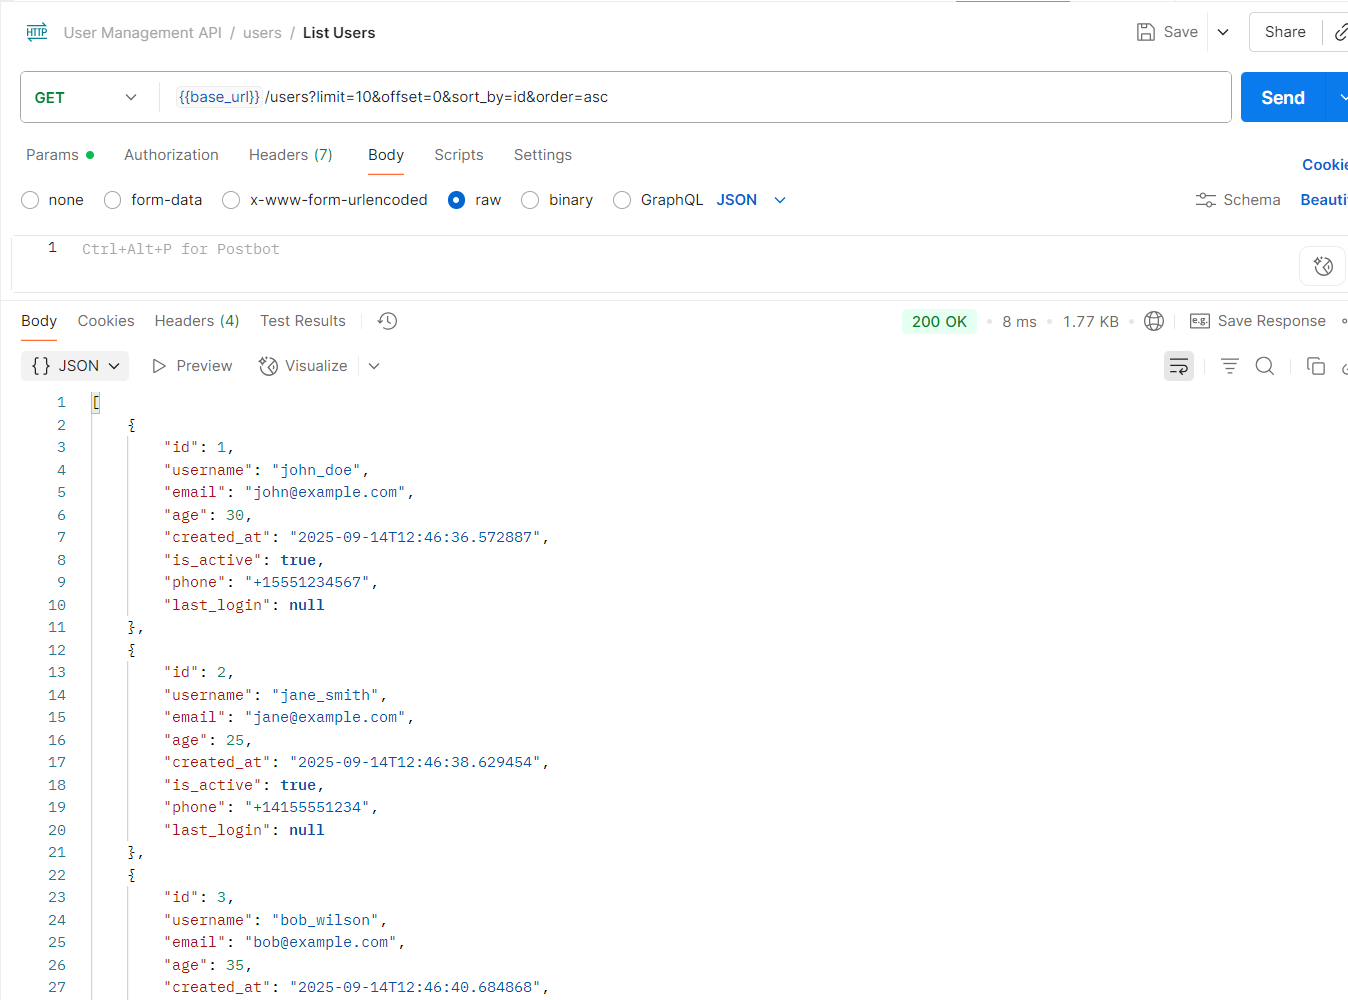 HTTP User Management API / users / List Users Save Share
GET {{base_url}}/users?limit=10&offset=0&sort_by=id&order=asc Send
Params Authorization Headers (7) Body Scripts Settings
Cookie
none form-data x-www-form-urlencoded raw binary GraphQL JSON Schema Beauti
1 Ctrl+Alt+P for Postbot
Body Cookies Headers (4) Test Results 200 OK 8 ms 1.77 KB e.g. Save Response
{} JSON Preview Visualize
1 [
2 {
3 "id": 1,
4 "username": "john_doe",
5 "email": "john@example.com",
6 "age": 30,
7 "created_at": "2025-09-14T12:46:36.572887",
8 "is_active": true,
9 "phone": "+15551234567",
10 "last_login": null
11 },
12 {
13 "id": 2,
14 "username": "jane_smith",
15 "email": "jane@example.com",
16 "age": 25,
17 "created_at": "2025-09-14T12:46:38.629454",
18 "is_active": true,
19 "phone": "+14155551234",
20 "last_login": null
21 },
22 {
23 "id": 3,
24 "username": "bob_wilson",
25 "email": "bob@example.com",
26 "age": 35,
27 "created_at": "2025-09-14T12:46:40.684868",